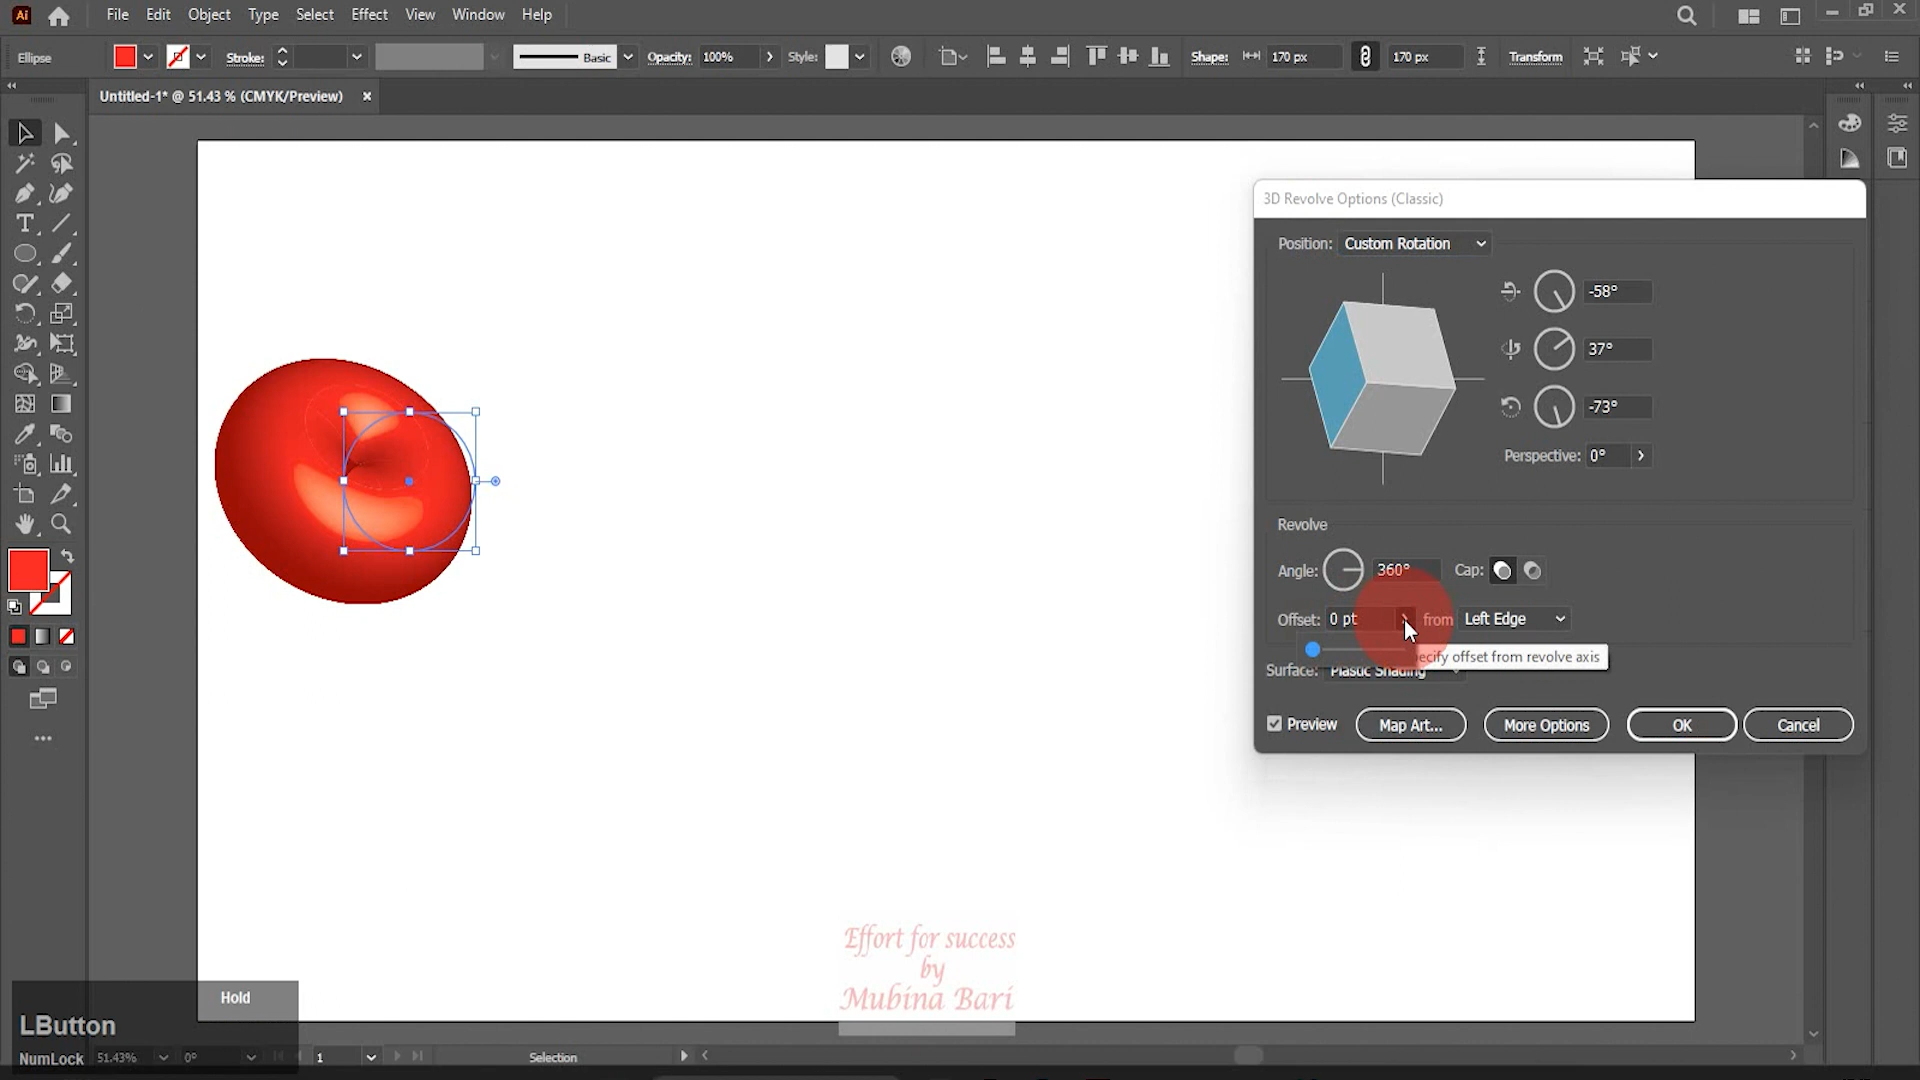 Ai File Edit Object Type Select Effect View Window Help
Ellipse Stroke: Basic Opacity: 100% Style: Shape: 170 px 170 px Transform
Untitled-1* @ 51.43 % (CMYK/Preview)
3D Revolve Options (Classic)
Position: Custom Rotation
-58°
37°
-73°
Perspective: 0°
Revolve
Angle: 360° Cap:
Offset: 0 pt from Left Edge
ecify offset from revolve axis
Surface: Plastic Shading
Preview Map Art... More Options OK Cancel
Effort for success
by
Mubina Bari
Hold
LButton
NumLock 51.43% 0° 1 Selection